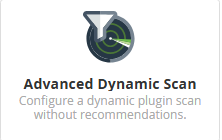 Advanced Dynamic Scan
Configure a dynamic plugin scan
without recommendations.